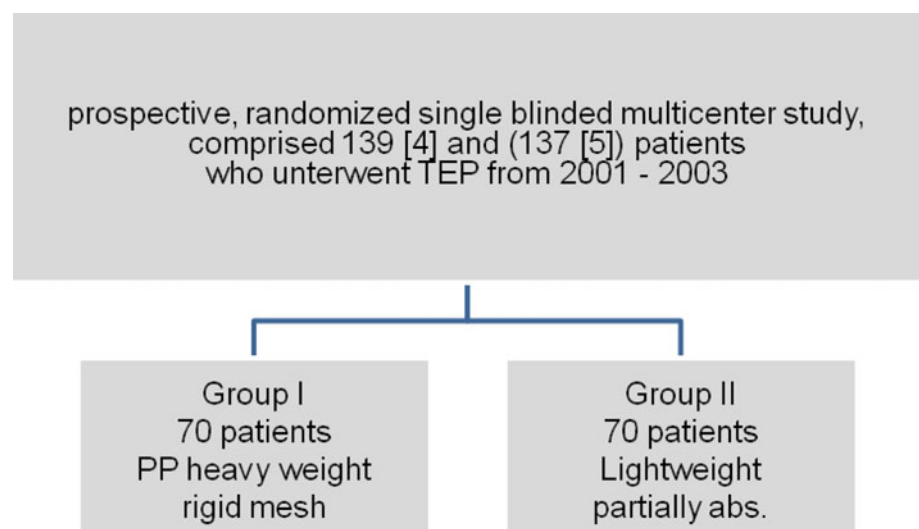 prospective, randomized single blinded multicenter study,
comprised 139 [4] and (137 [5]) patients
who unterwent TEP from 2001 - 2003
Group I
70 patients
PP heavy weight
rigid mesh
Group II
70 patients
Lightweight
partially abs.